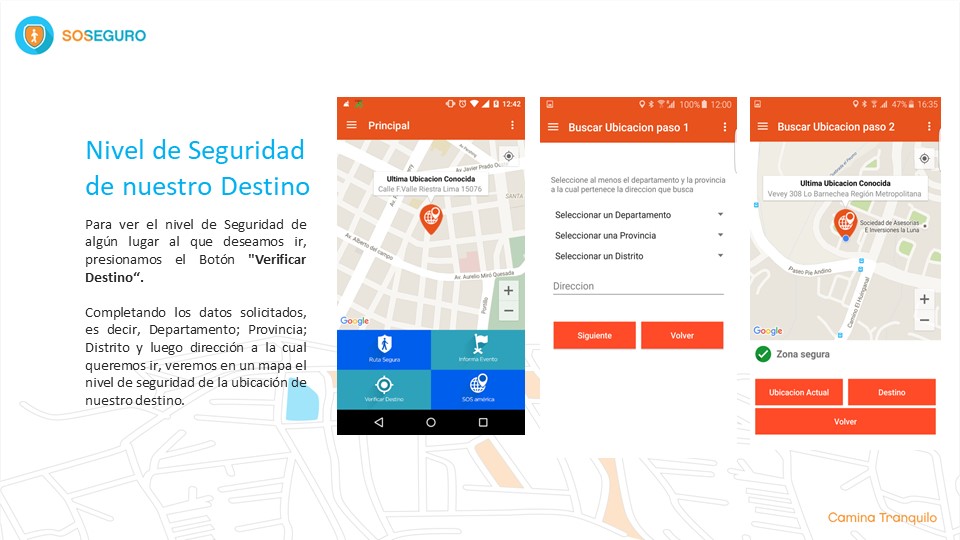 SOSEGURO
Nivel de Seguridad
de nuestro Destino
Para ver el nivel de Seguridad de
algún lugar al que deseamos ir,
presionamos el Botón "Verificar
Destino“.
Completando los datos solicitados,
es decir, Departamento; Provincia;
Distrito y luego dirección a la cual
queremos ir, veremos en un mapa el
nivel de seguridad de la ubicación de
nuestro destino.
12:42
Principal
Av. Javier Prado Oeste
Ultima Ubicacion Conocida
Calle F.Valle Riestra Lima 15076
SANTA
Av. Alberto del campo
Av. Aurelio Miró Quesada
Portillo
+
−
Google
Ruta Segura
Informa Evento
Verificar Destino
SOS américa
100% 12:00
Buscar Ubicacion paso 1
Seleccione al menos el departamento y la provincia
a la cual pertenece la direccion que busca
Seleccionar un Departamento
Seleccionar una Provincia
Seleccionar un Distrito
Direccion
Siguiente
Volver
47% 16:35
Buscar Ubicacion paso 2
Ultima Ubicacion Conocida
Vevey 308 Lo Barnechea Región Metropolitana
Sociedad de Asesorias
E Inversiones la Luna
Paseo Pie Andino
Camino El Huinganal
+
−
Google
Zona segura
Ubicacion Actual
Destino
Volver
Camina Tranquilo